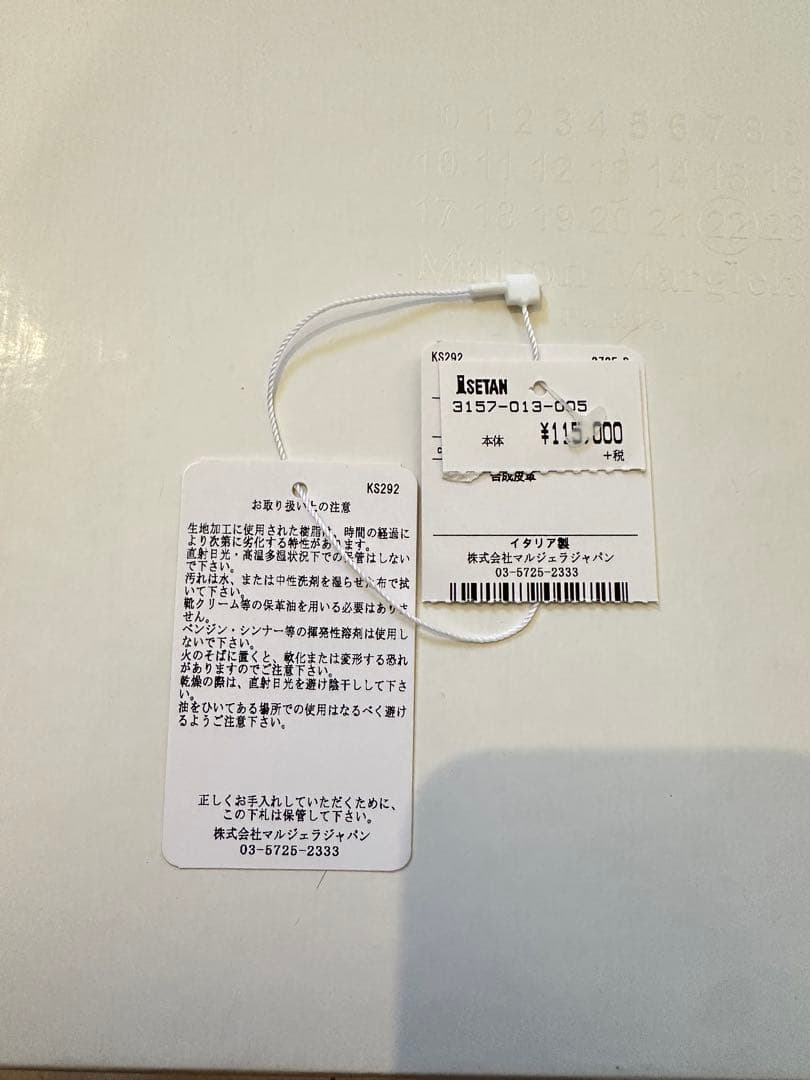 0 1 2 3 4 5 6 7 8
10 11 12 13 14 15 16
17 18 19 20 21 22 23
Maison Margiela
KS292
ISETAN
3157-013-005
本体 ¥115,000
+税
合成皮革
イタリア製
株式会社マルジェラジャパン
03-5725-2333
KS292
お取り扱い上の注意
生地加工に使用された樹脂は、時間の経過に
より次第に劣化する特性があります。
直射日光・高温多湿状況下での保管はしない
で下さい。
汚れは水、または中性洗剤を湿らせた布で拭
いて下さい。
靴クリーム等の保革油を用いる必要はありま
せん。
ベンジン・シンナー等の揮発性溶剤は使用し
ないで下さい。
火のそばに置くと、軟化または変形する恐れ
がありますのでご注意下さい。
乾燥の際は、直射日光を避け陰干しして下さ
い。
油をひいてある場所での使用はなるべく避け
るようご注意下さい。
正しくお手入れしていただくために、
この下札は保管して下さい。
株式会社マルジェラジャパン
03-5725-2333